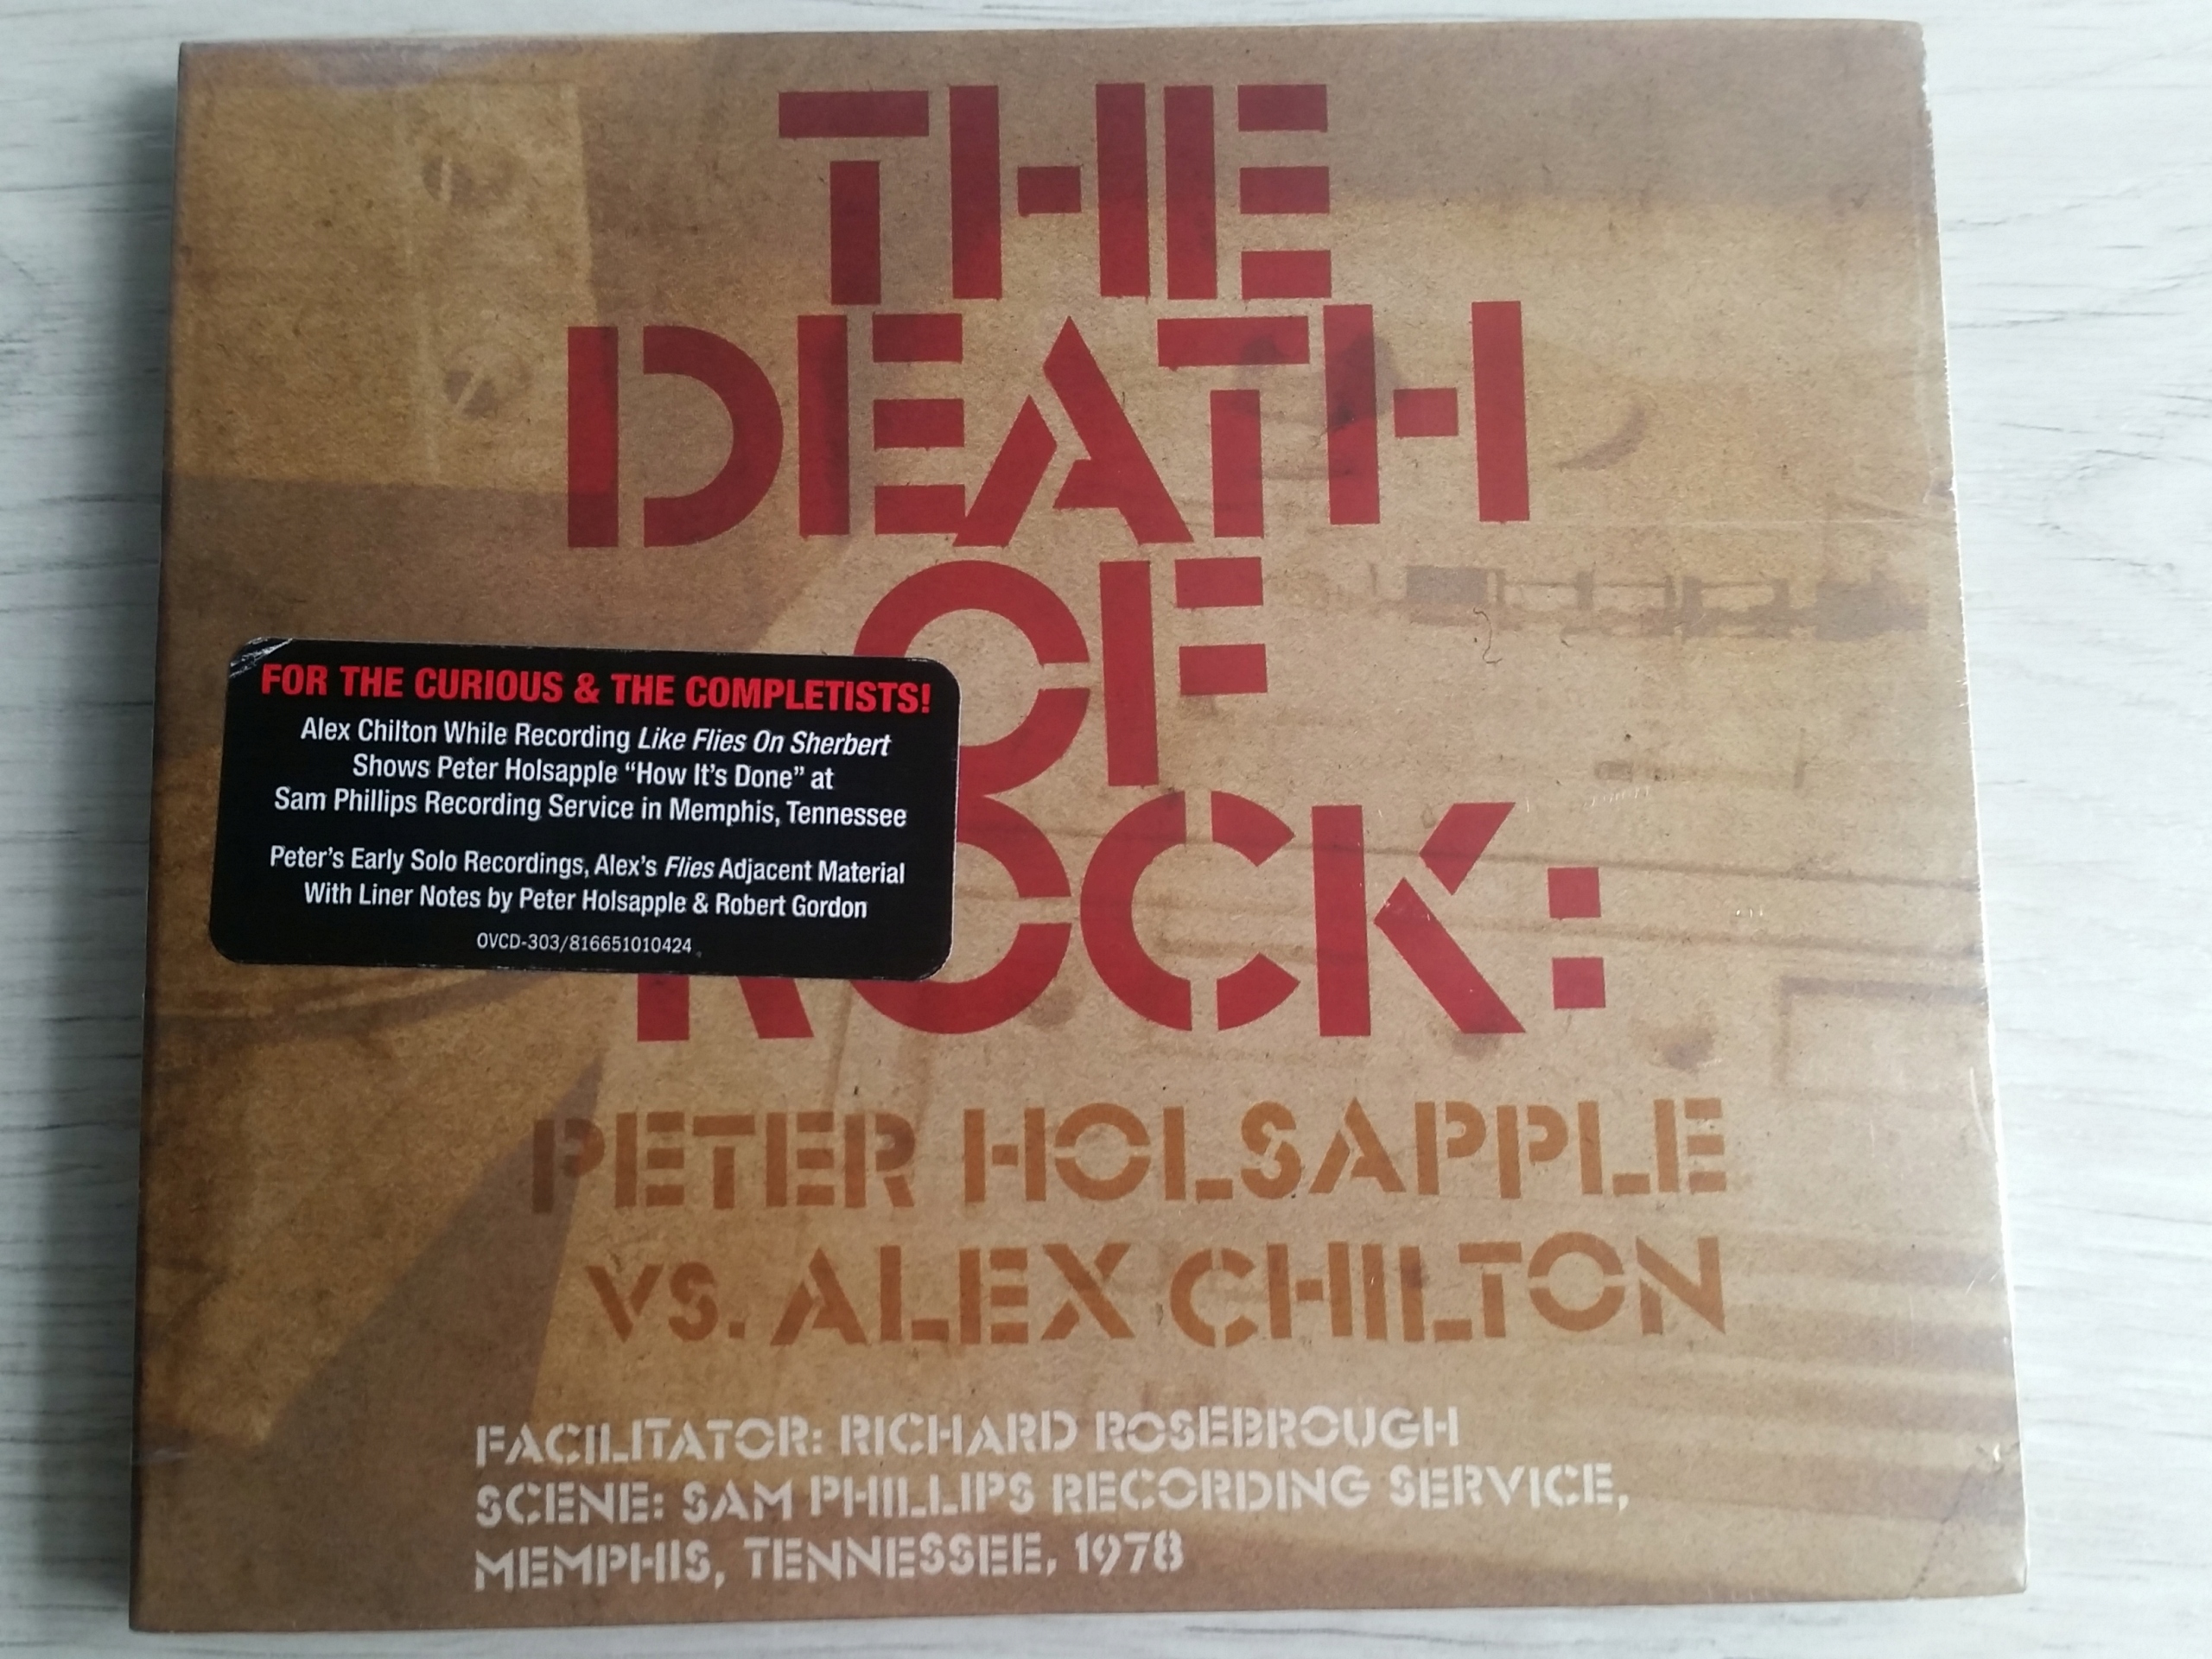 THE
DEATH
OF
ROCK:
FOR THE CURIOUS & THE COMPLETISTS!
Alex Chilton While Recording Like Flies On Sherbert
Shows Peter Holsapple “How It’s Done” at
Sam Phillips Recording Service in Memphis, Tennessee
Peter’s Early Solo Recordings, Alex’s Flies Adjacent Material
With Liner Notes by Peter Holsapple & Robert Gordon
OVCD-303/816651010424
PETER HOLSAPPLE
VS. ALEX CHILTON
FACILITATOR: RICHARD ROSEBROUGH
SCENE: SAM PHILLIPS RECORDING SERVICE,
MEMPHIS, TENNESSEE, 1978